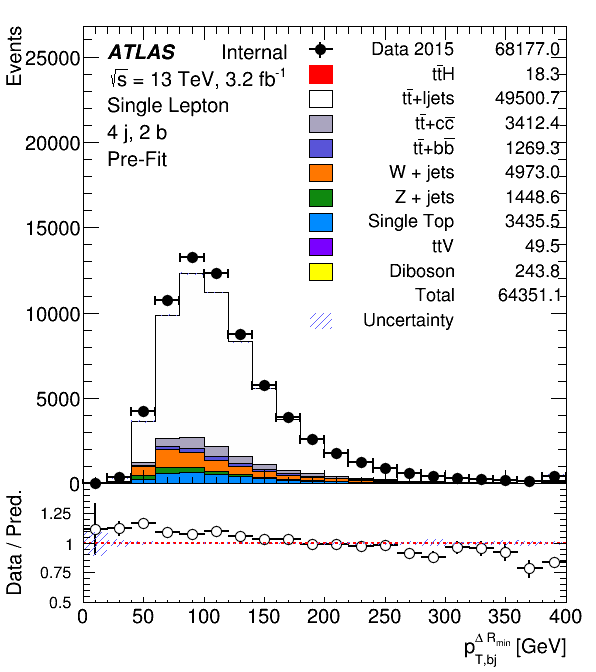 Events
25000
20000
15000
10000
5000
0
ATLAS Internal
√s = 13 TeV, 3.2 fb⁻¹
Single Lepton
4 j, 2 b
Pre-Fit
Data 2015 68177.0
tt̄H 18.3
tt̄+ljets 49500.7
tt̄+cc̄ 3412.4
tt̄+bb̄ 1269.3
W + jets 4973.0
Z + jets 1448.6
Single Top 3435.5
ttV 49.5
Diboson 243.8
Total 64351.1
Uncertainty
Data / Pred.
1.25
1
0.75
0.5
0 50 100 150 200 250 300 350 400
p_{T,bj}^{Δ R_{min}} [GeV]